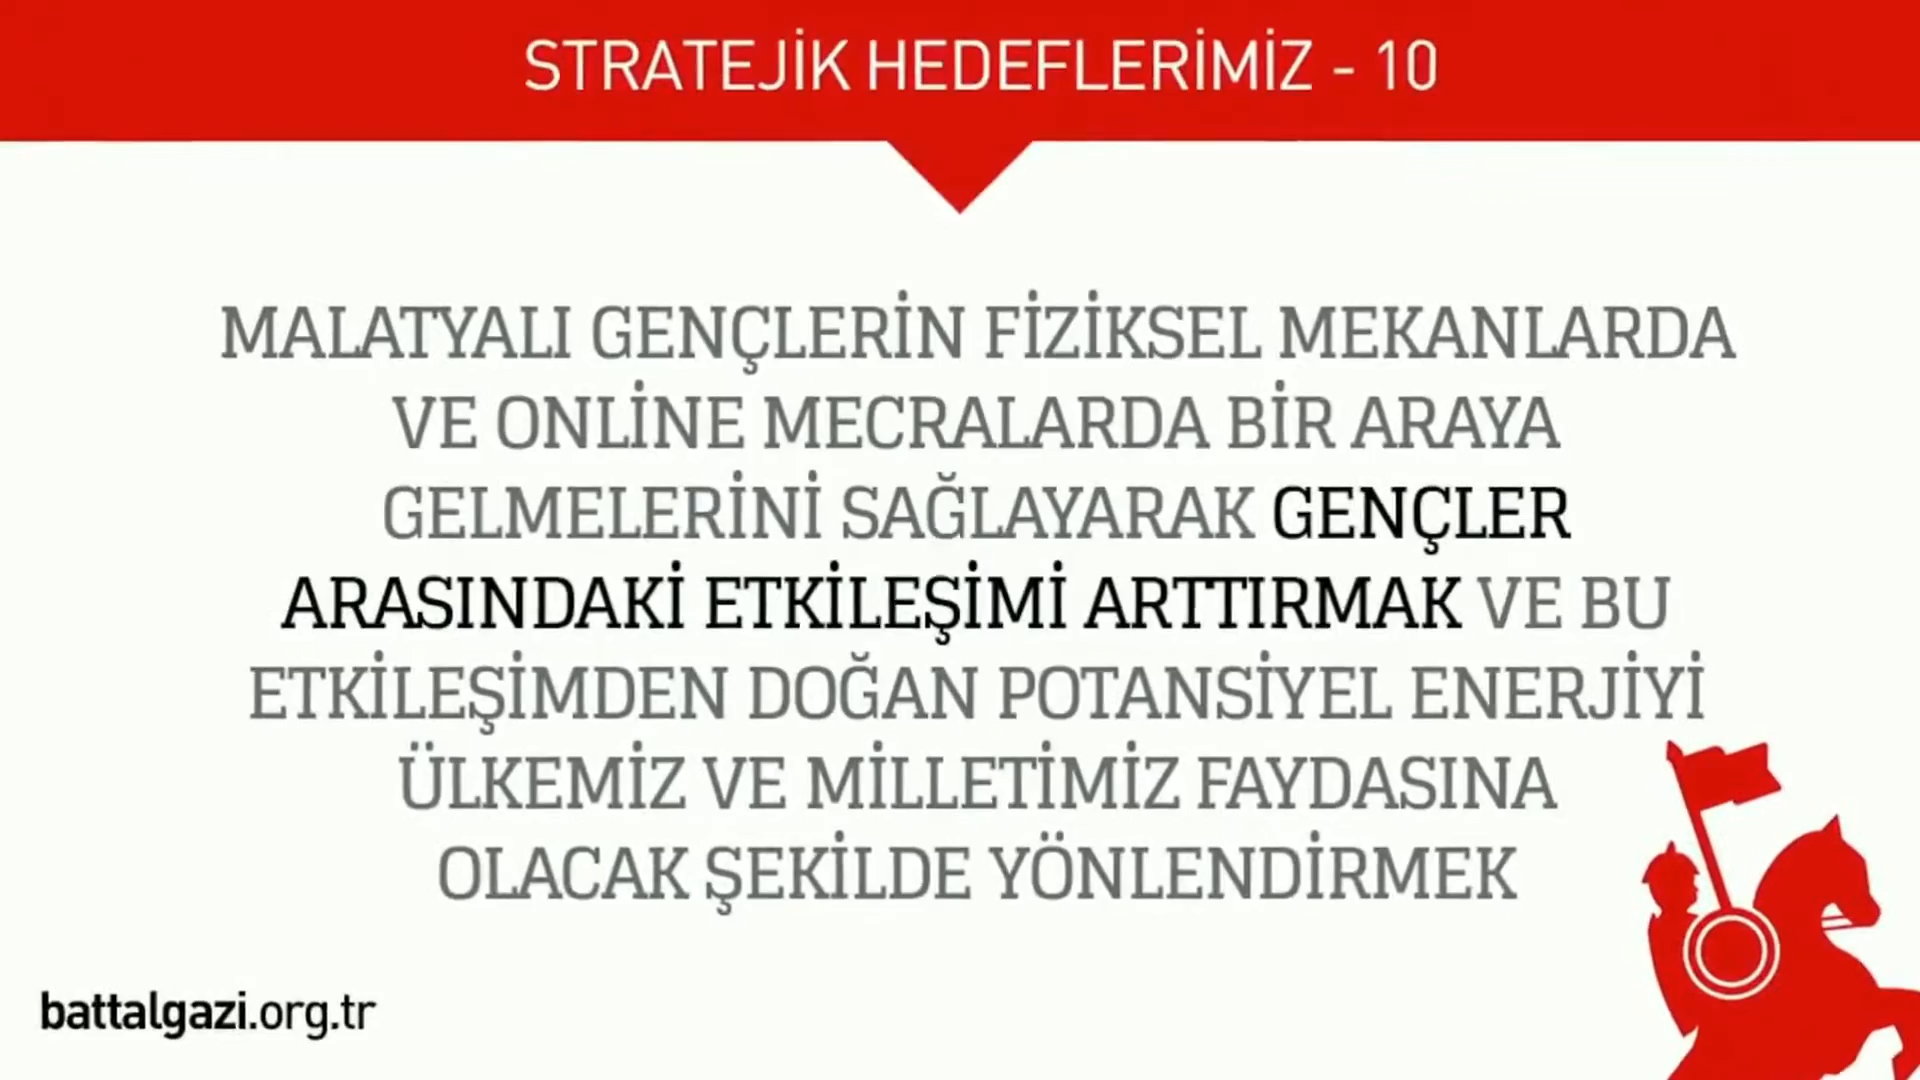 STRATEJİK HEDEFLERİMİZ - 10
MALATYALI GENÇLERİN FİZİKSEL MEKANLARDA
VE ONLİNE MECRALARDA BİR ARAYA
GELMELERİNİ SAĞLAYARAK GENÇLER
ARASINDAKİ ETKİLEŞİMİ ARTTIRMAK VE BU
ETKİLEŞİMDEN DOĞAN POTANSİYEL ENERJİYİ
ÜLKEMİZ VE MİLLETİMİZ FAYDASINA
OLACAK ŞEKİLDE YÖNLENDİRMEK
battalgazi.org.tr